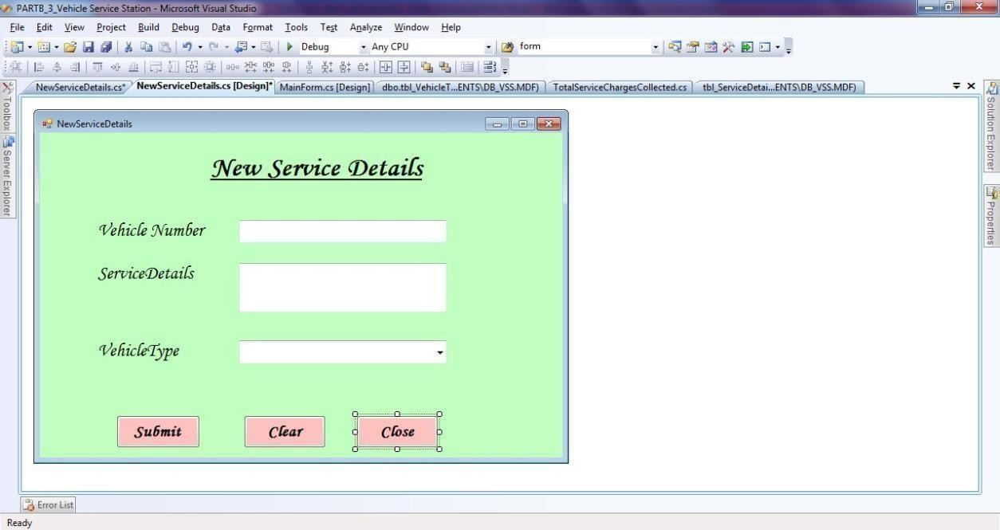 PARTB_3_Vehicle Service Station - Microsoft Visual Studio
File Edit View Project Build Debug Data Format Tools Test Analyze Window Help
Debug Any CPU form
NewServiceDetails.cs* NewServiceDetails.cs [Design]* MainForm.cs [Design] dbo.tbl_VehicleT...ENTS\DB_VSS.MDF) TotalServiceChargesCollected.cs tbl_ServiceDetai...ENTS\DB_VSS.MDF)
Toolbox
Server Explorer
Solution Explorer
Properties
NewServiceDetails
New Service Details
Vehicle Number
ServiceDetails
VehicleType
Submit Clear Close
Error List
Ready